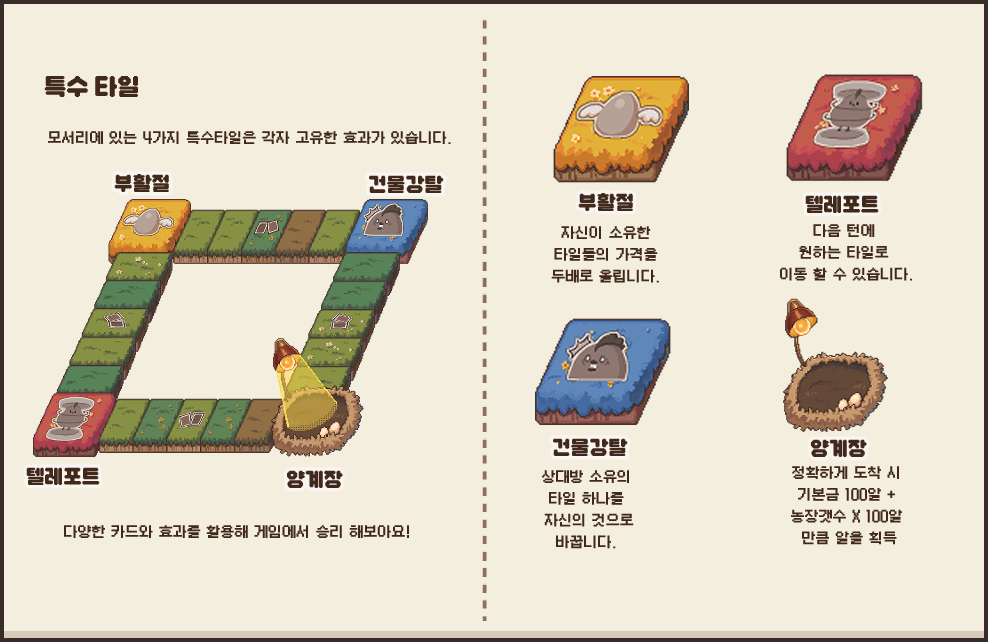 특수 타일
모서리에 있는 4가지 특수타일은 각자 고유한 효과가 있습니다.
부활절
건물강탈
텔레포트
양계장
다양한 카드와 효과를 활용해 게임에서 승리 해보아요!
부활절
자신이 소유한
타일들의 가격을
두배로 올립니다.
텔레포트
다음 턴에
원하는 타일로
이동 할 수 있습니다.
건물강탈
상대방 소유의
타일 하나를
자신의 것으로
바꿉니다.
양계장
정확하게 도착 시
기본금 100알 +
농장갯수 X 100알
만큼 알을 획득